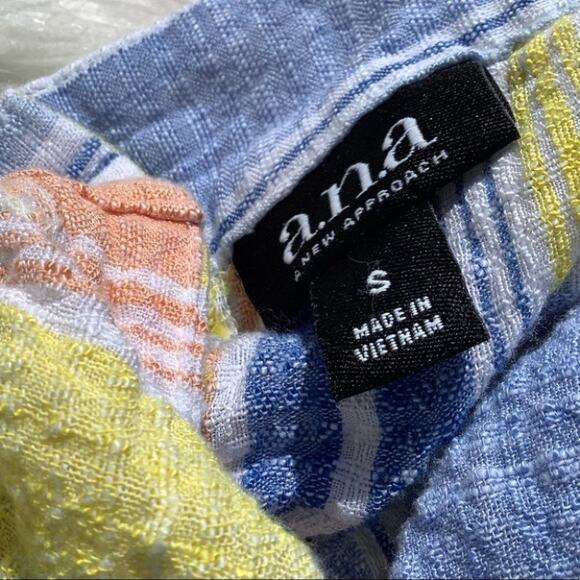 a.n.a
A NEW APPROACH
S
MADE IN
VIETNAM